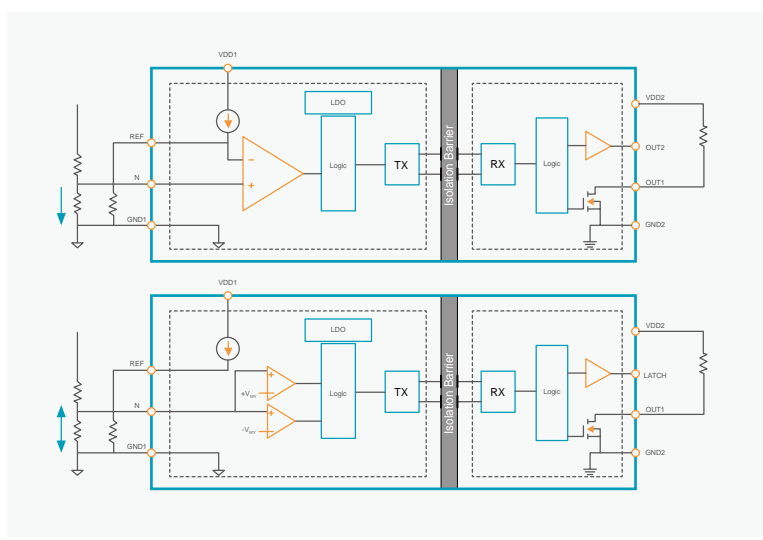 VDD1
LDO
VDD2
REF
−
Logic
TX
Isolation Barrier
RX
Logic
OUT2
N
+
OUT1
GND1
GND2
VDD1
LDO
VDD2
REF
+
+V
Logic
TX
Isolation Barrier
RX
Logic
LATCH
N
+
-V
OUT1
GND1
GND2